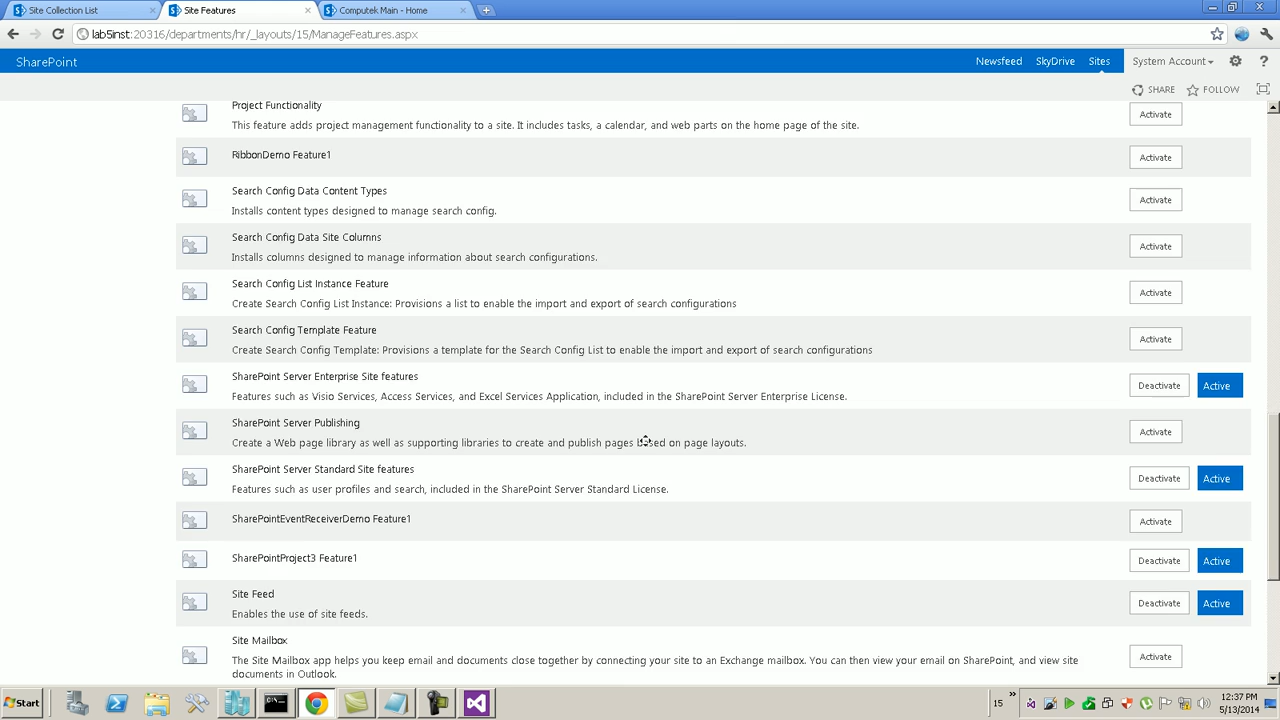 Site Collection List
Site Features
Computek Main - Home
lab5inst:20316/departments/hr/_layouts/15/ManageFeatures.aspx
SharePoint
Newsfeed
SkyDrive
Sites
System Account
?
SHARE
FOLLOW
Project Functionality
This feature adds project management functionality to a site. It includes tasks, a calendar, and web parts on the home page of the site.
Activate
RibbonDemo Feature1
Activate
Search Config Data Content Types
Installs content types designed to manage search config.
Activate
Search Config Data Site Columns
Installs columns designed to manage information about search configurations.
Activate
Search Config List Instance Feature
Create Search Config List Instance: Provisions a list to enable the import and export of search configurations
Activate
Search Config Template Feature
Create Search Config Template: Provisions a template for the Search Config List to enable the import and export of search configurations
Activate
SharePoint Server Enterprise Site features
Features such as Visio Services, Access Services, and Excel Services Application, included in the SharePoint Server Enterprise License.
Deactivate
Active
SharePoint Server Publishing
Create a Web page library as well as supporting libraries to create and publish pages based on page layouts.
Activate
SharePoint Server Standard Site features
Features such as user profiles and search, included in the SharePoint Server Standard License.
Deactivate
Active
SharePointEventReceiverDemo Feature1
Activate
SharePointProject3 Feature1
Deactivate
Active
Site Feed
Enables the use of site feeds.
Deactivate
Active
Site Mailbox
The Site Mailbox app helps you keep email and documents close together by connecting your site to an Exchange mailbox. You can then view your email on SharePoint, and view site
documents in Outlook.
Activate
Start
15
12:37 PM
5/13/2014